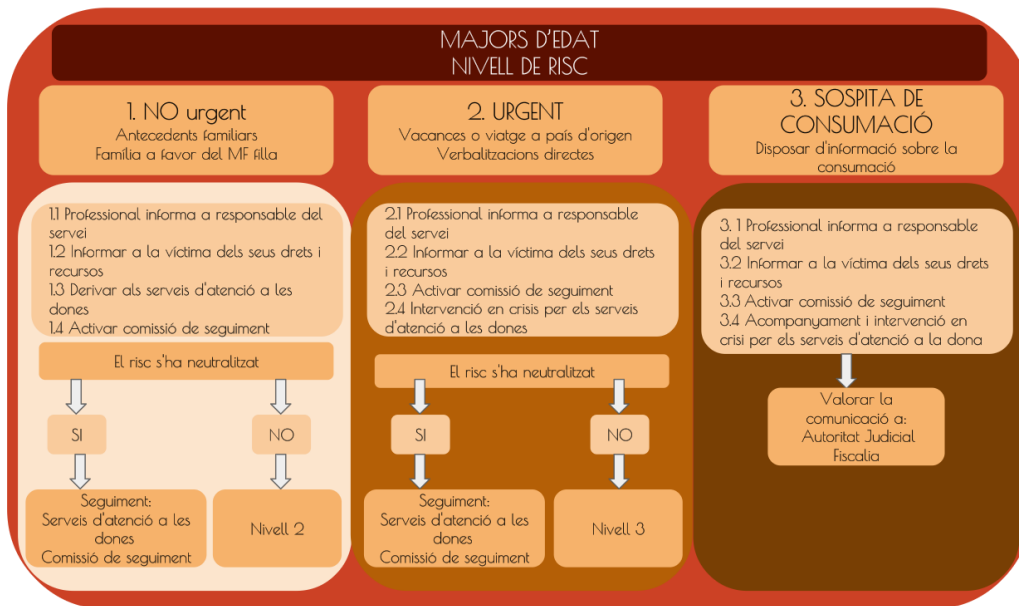 MAJORS D'EDAT
NIVELL DE RISC
1. NO urgent
Antecedents familiars
Família a favor del MF filla
2. URGENT
Vacances o viatge a país d'origen
Verbalitzacions directes
3. SOSPITA DE
CONSUMACIÓ
Disposar d'informació sobre la
consumació
1.1 Professional informa a responsable del
servei
1.2 Informar a la víctima dels seus drets i
recursos
1.3 Derivar als serveis d'atenció a les
dones
1.4 Activar comissió de seguiment
El risc s'ha neutralitzat
SI
NO
Seguiment:
Serveis d'atenció a les
dones
Comissió de seguiment
Nivell 2
2.1 Professional informa a responsable
del servei
2.2 Informar a la víctima dels seus drets
i recursos
2.3 Activar comissió de seguiment
2.4 Intervenció en crisis per els serveis
d'atenció a les dones
El risc s'ha neutralitzat
SI
NO
Seguiment:
Serveis d'atenció a les
dones
Comissió de seguiment
Nivell 3
3. 1 Professional informa a responsable
del servei
3.2 Informar a la víctima dels seus drets
i recursos
3.3 Activar comissió de seguiment
3.4 Acompanyament i intervenció en
crisi per els serveis d'atenció a la dona
Valorar la
comunicació a:
Autoritat Judicial
Fiscalia